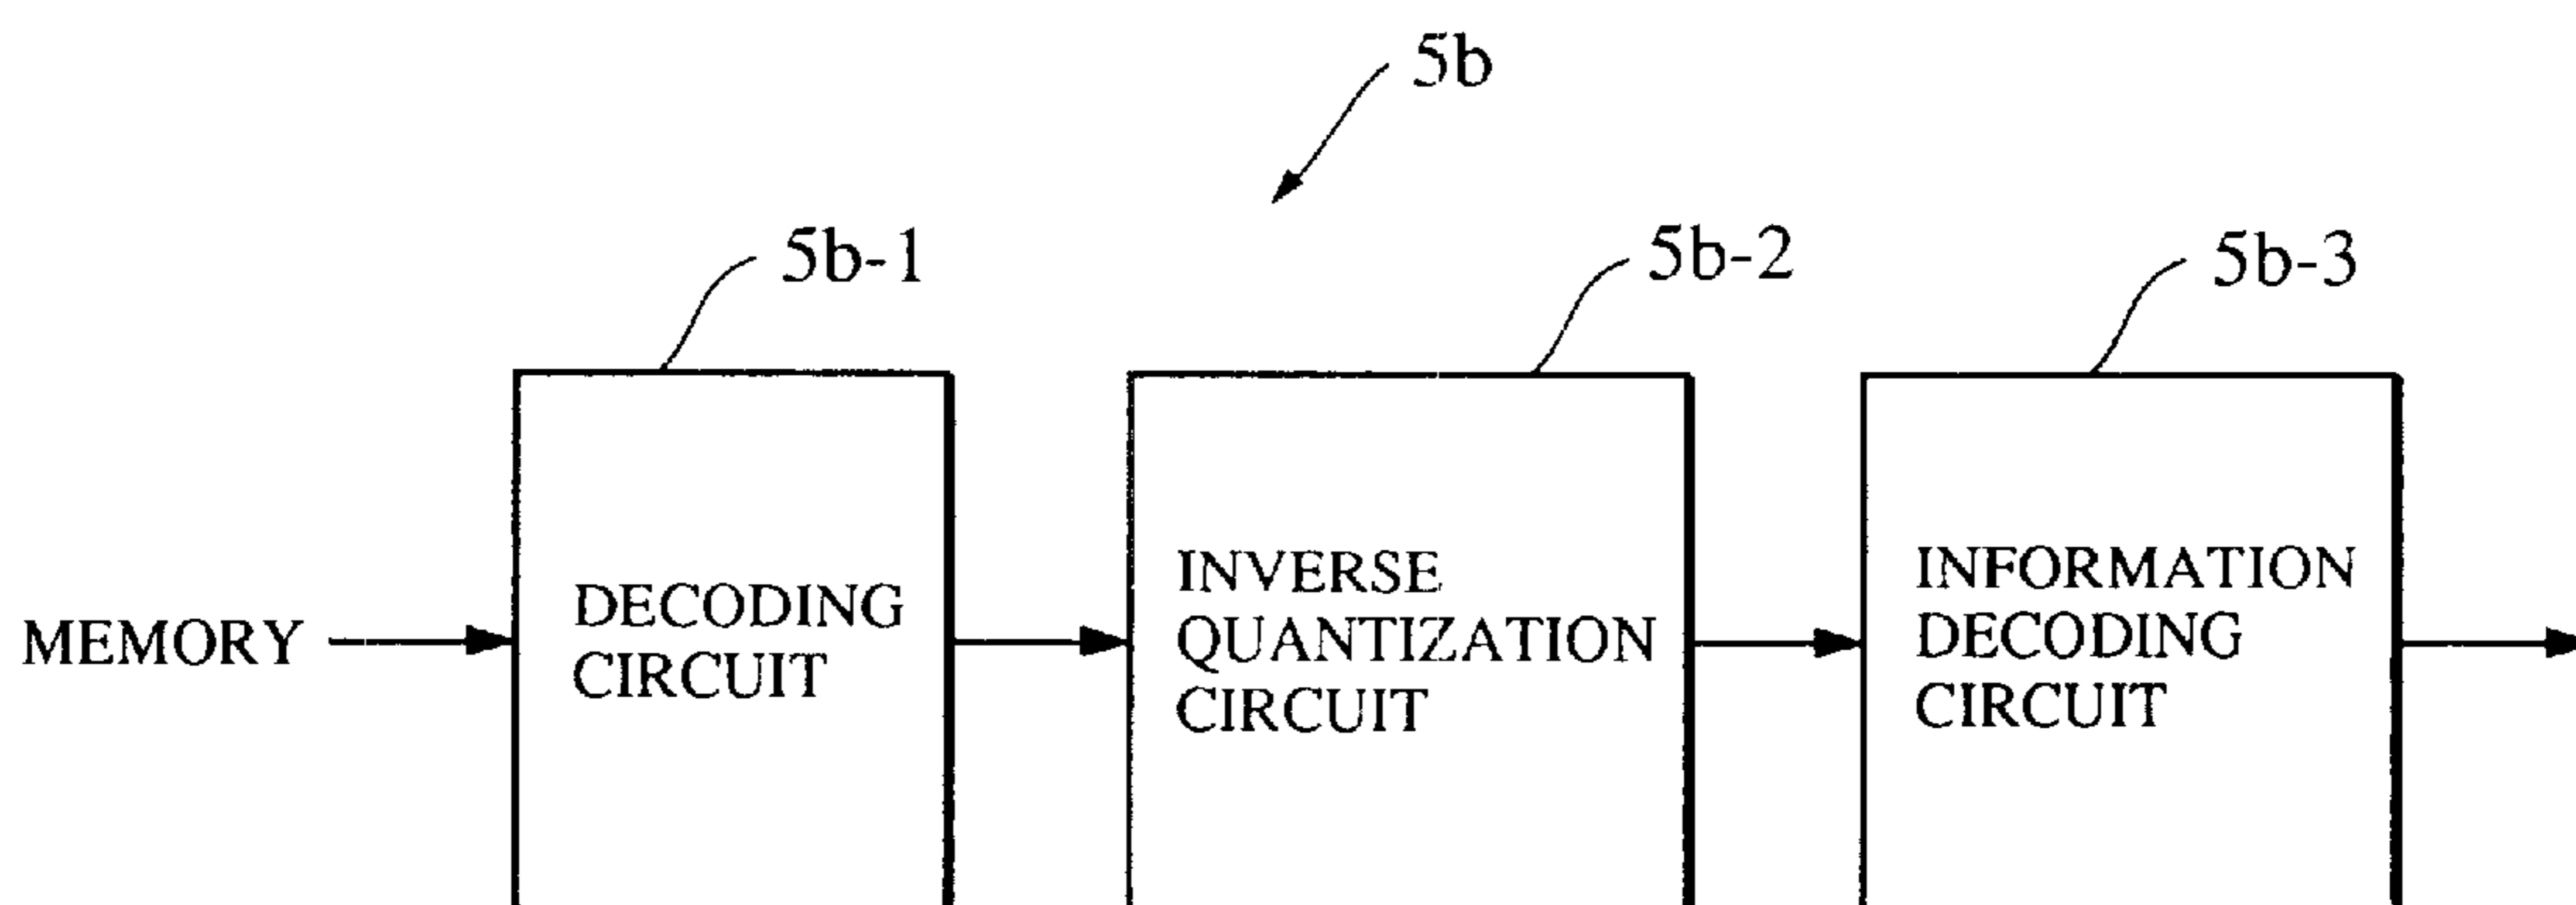 5b
5b-1
5b-2
5b-3
MEMORY
DECODING
CIRCUIT
INVERSE
QUANTIZATION
CIRCUIT
INFORMATION
DECODING
CIRCUIT